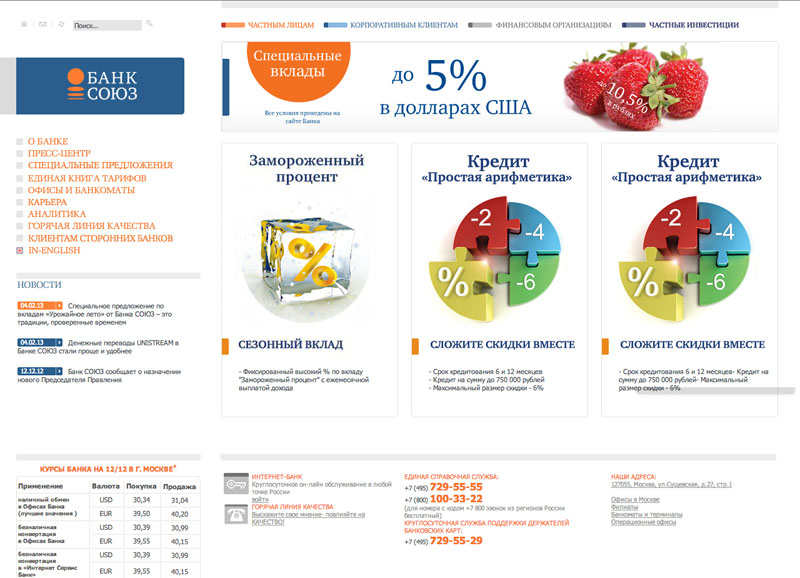 Поиск...
ЧАСТНЫМ ЛИЦАМ
КОРПОРАТИВНЫМ КЛИЕНТАМ
ФИНАНСОВЫМ ОРГАНИЗАЦИЯМ
ЧАСТНЫЕ ИНВЕСТИЦИИ
БАНК
СОЮЗ
Специальные
вклады
Все условия приведены на
сайте Банка
до 5%
в долларах США
до 10,5%
в рублях
О БАНКЕ
ПРЕСС-ЦЕНТР
СПЕЦИАЛЬНЫЕ ПРЕДЛОЖЕНИЯ
ЕДИНАЯ КНИГА ТАРИФОВ
ОФИСЫ И БАНКОМАТЫ
КАРЬЕРА
АНАЛИТИКА
ГОРЯЧАЯ ЛИНИЯ КАЧЕСТВА
КЛИЕНТАМ СТОРОННИХ БАНКОВ
IN-ENGLISH
НОВОСТИ
04.02.13 Специальное предложение по
вкладам «Урожайное лето» от Банка СОЮЗ – это
традиции, проверенные временем
04.02.13 Денежные переводы UNISTREAM в
Банке СОЮЗ стали проще и удобнее
12.12.12 Банк СОЮЗ сообщает о назначении
нового Председателя Правления
Замороженный
процент
%
СЕЗОННЫЙ ВКЛАД
- Фиксированный высокий % по вкладу
"Замороженный процент" с ежемесячной
выплатой дохода
Кредит
«Простая арифметика»
-2
-4
%
-6
СЛОЖИТЕ СКИДКИ ВМЕСТЕ
- Срок кредитования 6 и 12 месяцев
- Кредит на сумму до 750 000 рублей
- Максимальный размер скидки - 6%
Кредит
«Простая арифметика»
-2
-4
%
-6
СЛОЖИТЕ СКИДКИ ВМЕСТЕ
- Срок кредитования 6 и 12 месяцев- Кредит на
сумму до 750 000 рублей- Максимальный
размер скидки - 6%
КУРСЫ БАНКА НА 12/12 В Г. МОСКВЕ*
Применение Валюта Покупка Продажа
наличный обмен
в Офисах Банка
(лучшие значения )
USD 30,34 31,04
EUR 39,50 40,20
безналичная
конвертация
в Офисах Банка
USD 30,39 30,99
EUR 39,55 40,15
безналичная
конвертация
в «Интернет Сервис
Банк»
USD 30,39 30,99
EUR 39,55 40,15
ИНТЕРНЕТ-БАНК
Круглосуточное он-лайн обслуживание в любой
точке России
войти
ГОРЯЧАЯ ЛИНИЯ КАЧЕСТВА
Выскажите свое мнение- повлияйте на
КАЧЕСТВО!
ЕДИНАЯ СПРАВОЧНАЯ СЛУЖБА:
+7 (495) 729-55-55
+7 (800) 100-33-22
(для номера с кодом +7 800 звонок из регионов России
бесплатный)
КРУГЛОСУТОЧНАЯ СЛУЖБА ПОДДЕРЖКИ ДЕРЖАТЕЛЕЙ
БАНКОВСКИХ КАРТ:
+7 (495) 729-55-29
НАШИ АДРЕСА:
127055, Москва, ул.Сущевская, д.27, стр.1
Офисы в Москве
Филиалы
Банкоматы и терминалы
Операционные офисы